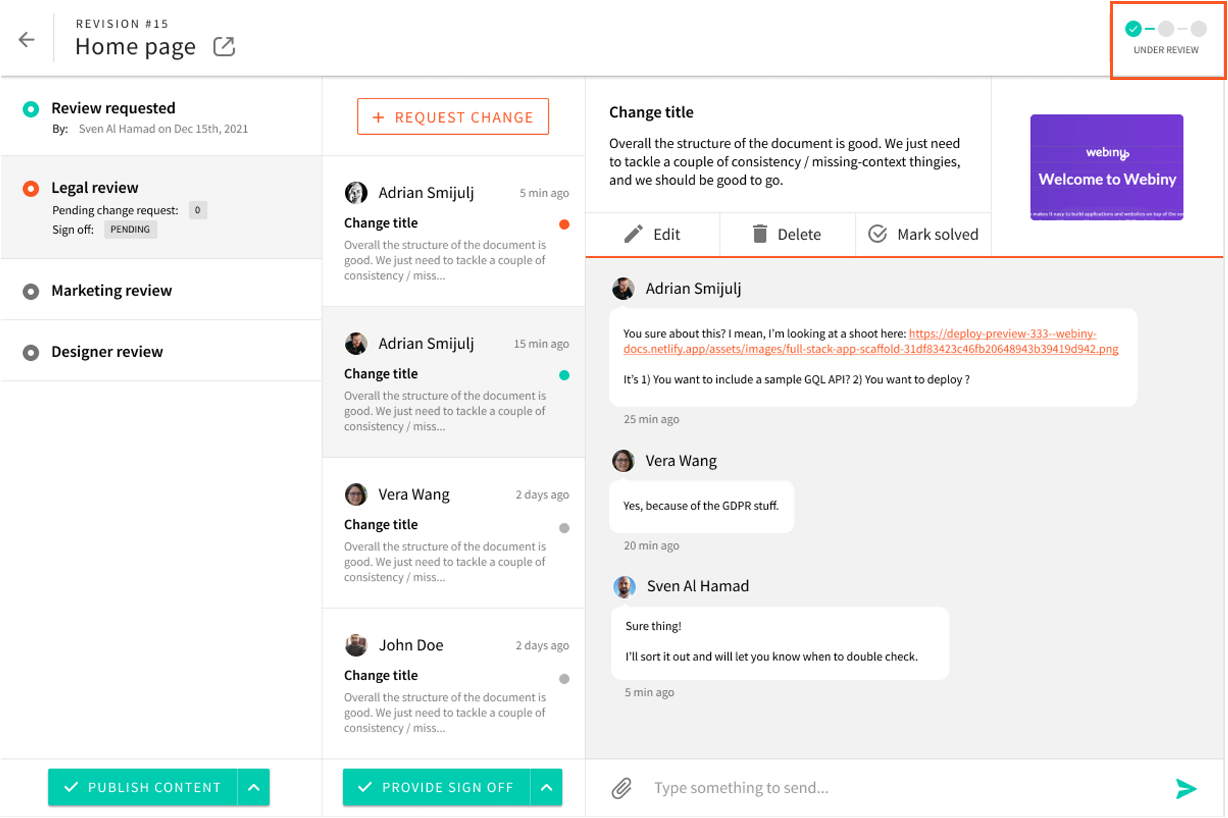 REVISION #15
Home page
UNDER REVIEW
Review requested
By: Sven Al Hamad on Dec 15th, 2021
Legal review
Pending change request: 0
Sign off: PENDING
Marketing review
Designer review
PUBLISH CONTENT
+ REQUEST CHANGE
Adrian Smijulj 5 min ago
Change title
Overall the structure of the document is
good. We just need to tackle a couple of
consistency / miss...
Adrian Smijulj 15 min ago
Change title
Overall the structure of the document is
good. We just need to tackle a couple of
consistency / miss...
Vera Wang 2 days ago
Change title
Overall the structure of the document is
good. We just need to tackle a couple of
consistency / miss...
John Doe 2 days ago
Change title
Overall the structure of the document is
good. We just need to tackle a couple of
consistency / miss...
PROVIDE SIGN OFF
Change title
Overall the structure of the document is good. We just need
to tackle a couple of consistency / missing-context thingies,
and we should be good to go.
Edit
Delete
Mark solved
webiny
Welcome to Webiny
makes it easy to build applications and websites on top of the se
Adrian Smijulj
You sure about this? I mean, I'm looking at a shoot here: https://deploy-preview-333--webiny-
docs.netlify.app/assets/images/full-stack-app-scaffold-31df83423c46fb20648943b39419d942.png
It's 1) You want to include a sample GQL API? 2) You want to deploy ?
25 min ago
Vera Wang
Yes, because of the GDPR stuff.
20 min ago
Sven Al Hamad
Sure thing!
I'll sort it out and will let you know when to double check.
5 min ago
Type something to send...